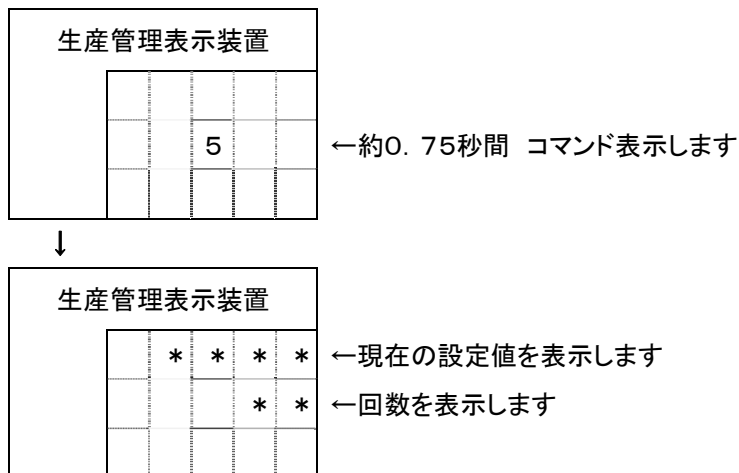 生産管理表示装置
5 ←約0.75秒間 コマンド表示します
↓
生産管理表示装置
* * * * ←現在の設定値を表示します
* * ←回数を表示します